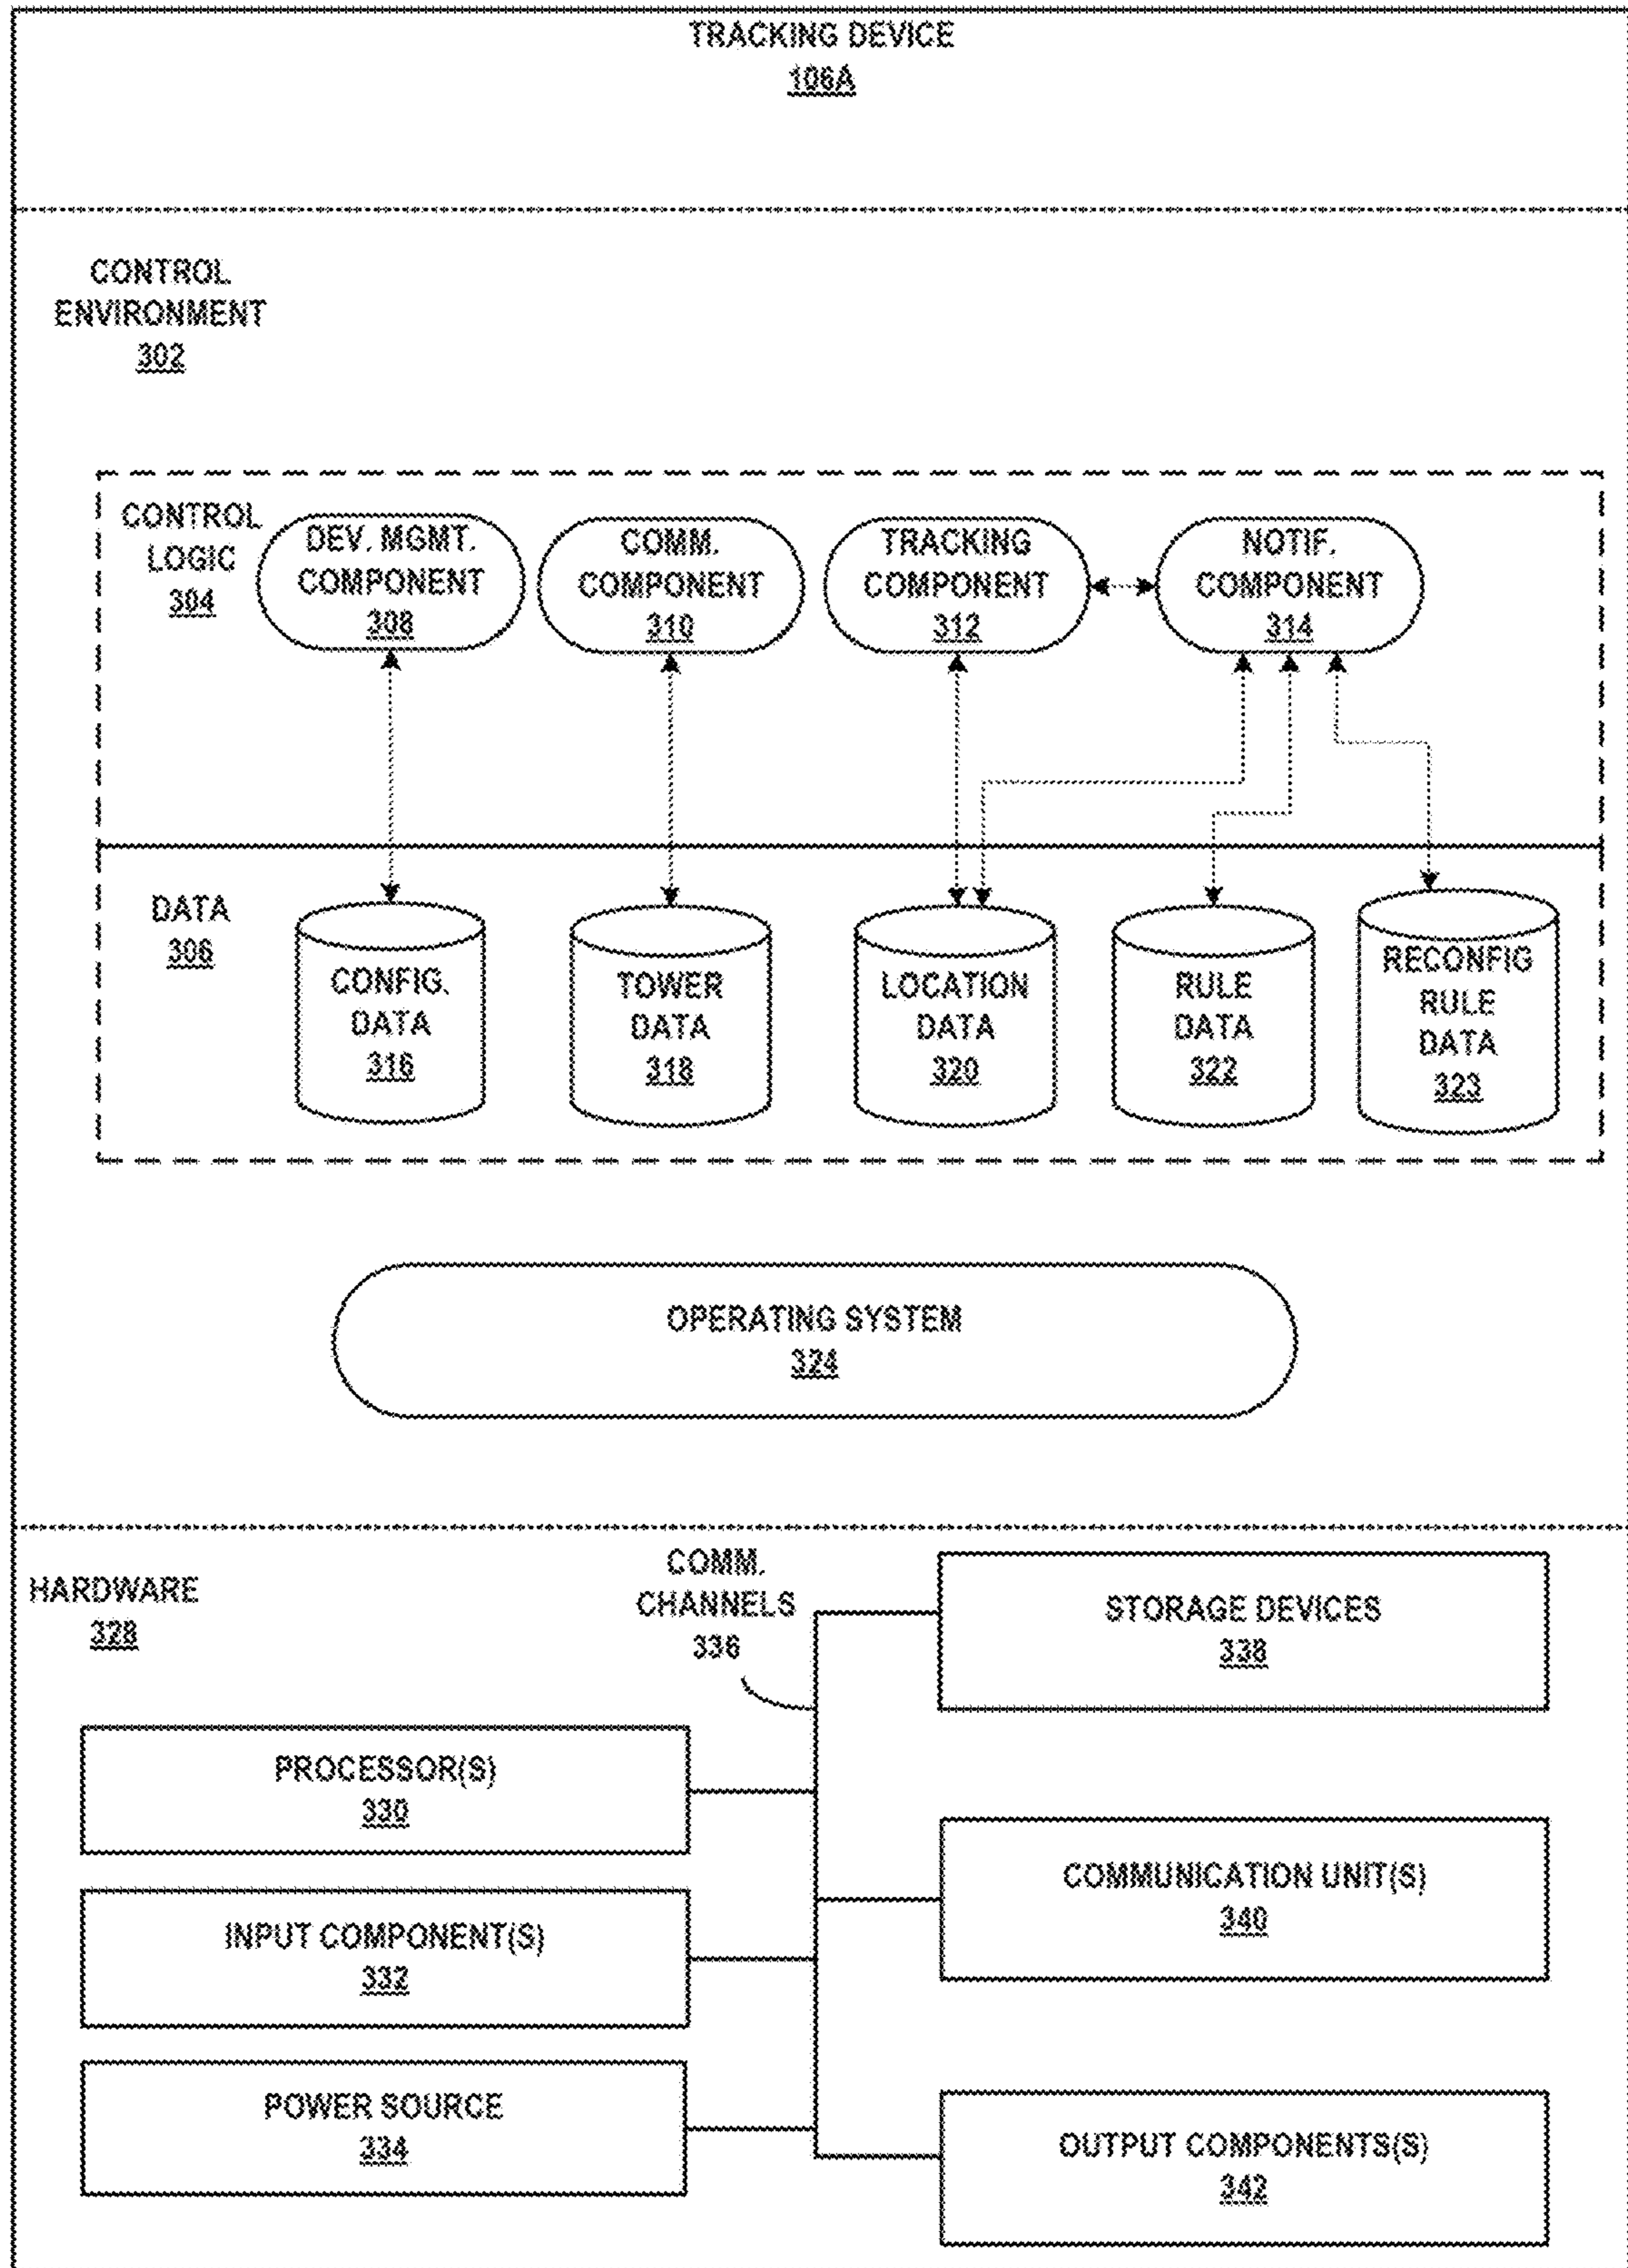 TRACKING DEVICE
106A
CONTROL
ENVIRONMENT
302
CONTROL
LOGIC
304
DEV. MGMT.
COMPONENT
308
COMM.
COMPONENT
310
TRACKING
COMPONENT
312
NOTIF.
COMPONENT
314
DATA
306
CONFIG.
DATA
316
TOWER
DATA
318
LOCATION
DATA
320
RULE
DATA
322
RECONFIG
RULE
DATA
323
OPERATING SYSTEM
324
HARDWARE
328
COMM.
CHANNELS
336
STORAGE DEVICES
338
PROCESSOR(S)
330
COMMUNICATION UNIT(S)
340
INPUT COMPONENT(S)
332
POWER SOURCE
334
OUTPUT COMPONENTS(S)
342